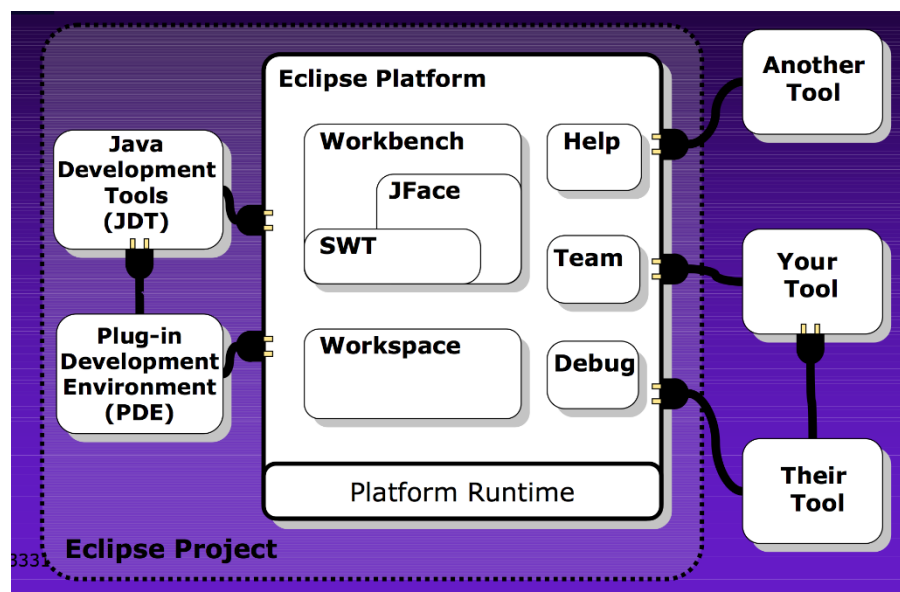 Eclipse Platform
Another
Tool
Workbench
Help
Java
Development
Tools
(JDT)
JFace
SWT
Team
Your
Tool
Plug-in
Development
Environment
(PDE)
Workspace
Debug
Their
Tool
Platform Runtime
Eclipse Project